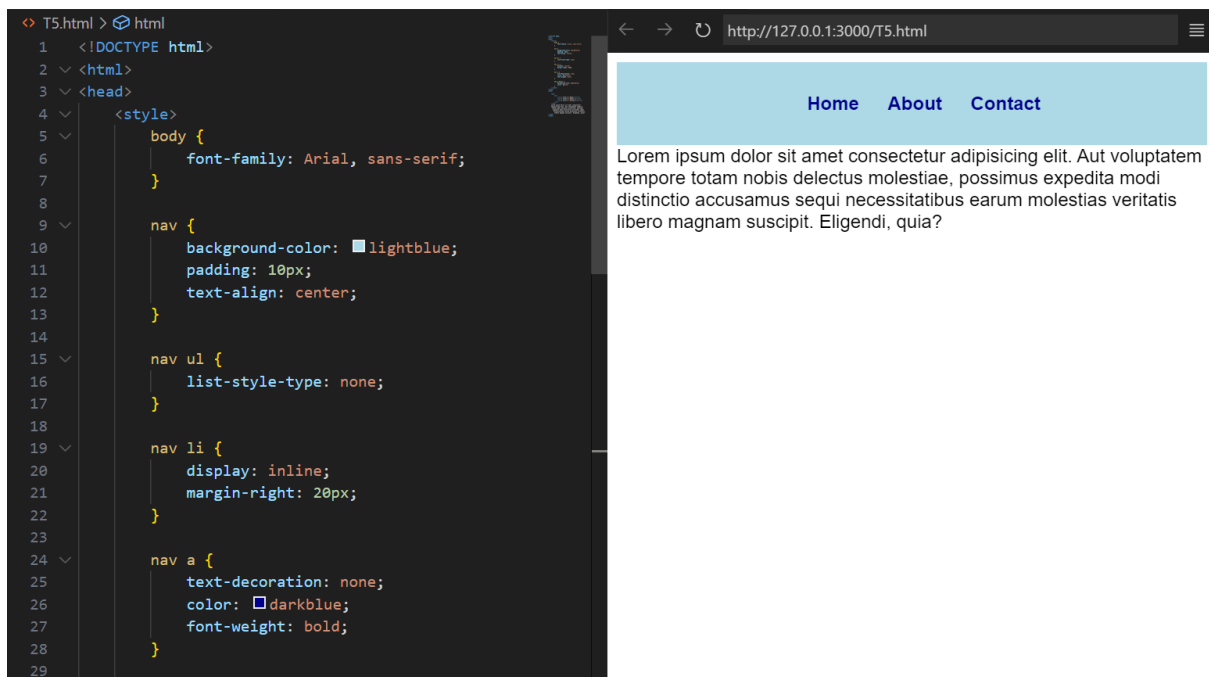 T5.html > html
1 <!DOCTYPE html>
2 <html>
3 <head>
4 <style>
5 body {
6 font-family: Arial, sans-serif;
7 }
8
9 nav {
10 background-color: lightblue;
11 padding: 10px;
12 text-align: center;
13 }
14
15 nav ul {
16 list-style-type: none;
17 }
18
19 nav li {
20 display: inline;
21 margin-right: 20px;
22 }
23
24 nav a {
25 text-decoration: none;
26 color: darkblue;
27 font-weight: bold;
28 }
29
http://127.0.0.1:3000/T5.html
Home About Contact
Lorem ipsum dolor sit amet consectetur adipisicing elit. Aut voluptatem
tempore totam nobis delectus molestiae, possimus expedita modi
distinctio accusamus sequi necessitatibus earum molestias veritatis
libero magnam suscipit. Eligendi, quia?